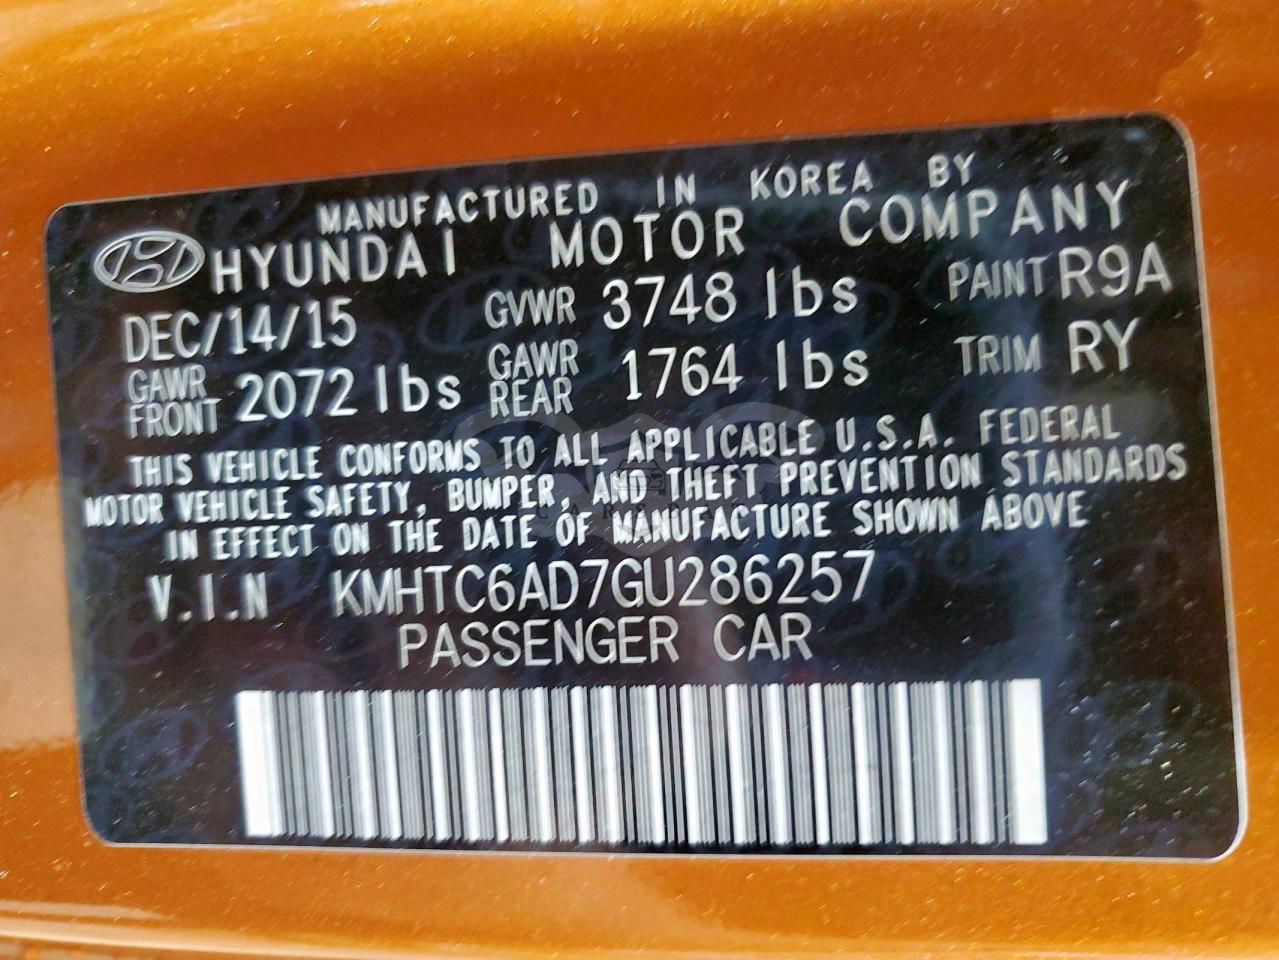 MANUFACTURED IN KOREA BY
HYUNDAI MOTOR COMPANY
DEC/14/15 GVWR 3748 lbs PAINT R9A
GAWR FRONT 2072 lbs GAWR REAR 1764 lbs TRIM RY
THIS VEHICLE CONFORMS TO ALL APPLICABLE U.S.A. FEDERAL
MOTOR VEHICLE SAFETY, BUMPER, AND THEFT PREVENTION STANDARDS
IN EFFECT ON THE DATE OF MANUFACTURE SHOWN ABOVE
V.I.N KMHTC6AD7GU286257
PASSENGER CAR